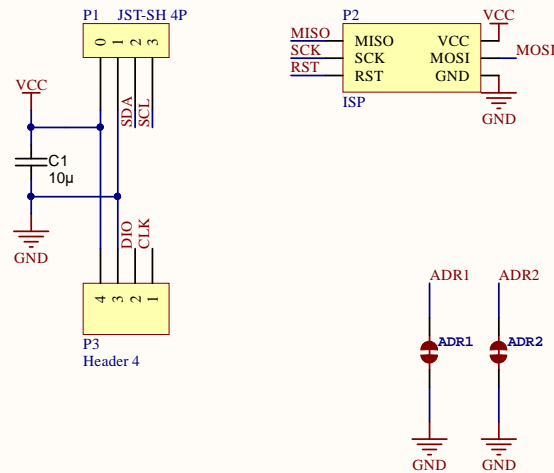 P1 JST-SH 4P
0 1 2 3
VCC
SDA
SCL
C1
10µ
GND
DIO
CLK
4 3 2 1
P3
Header 4
P2
VCC
MISO MISO VCC
SCK SCK MOSI MOSI
RST RST GND
ISP
GND
ADR1 ADR2
ADR1 ADR2
GND GND